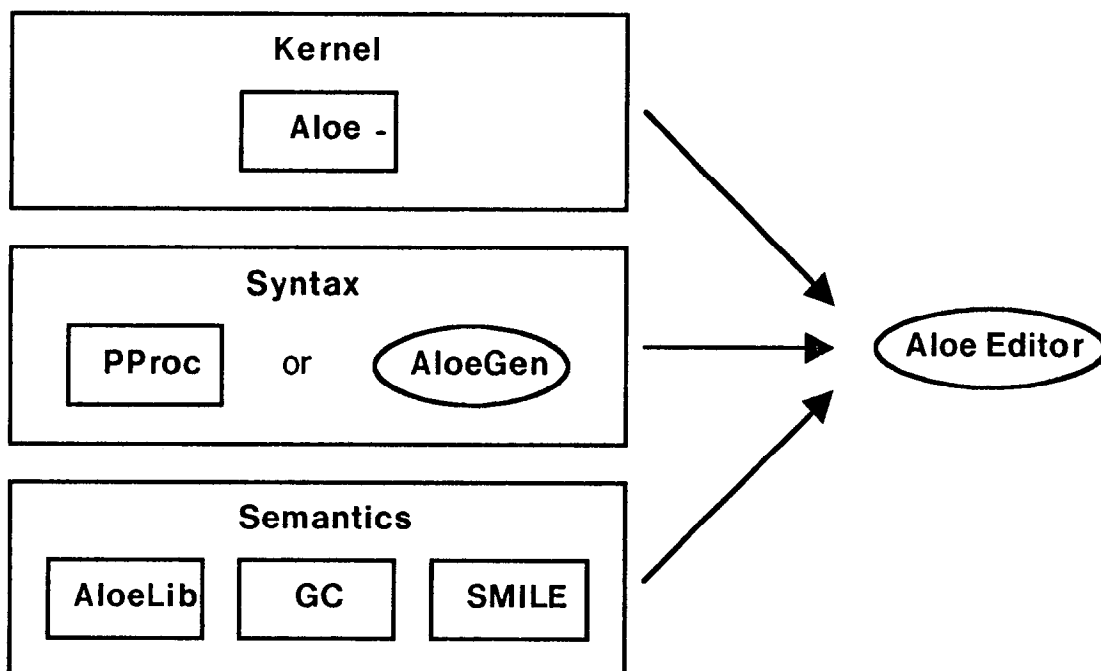 Kernel
Aloe -
Syntax
PProc or AloeGen
Aloe Editor
Semantics
AloeLib GC SMILE